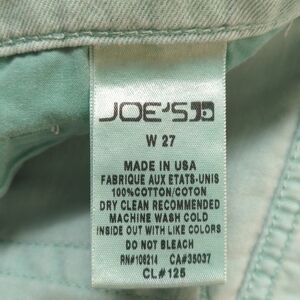 JOE'S
W 27
MADE IN USA
FABRIQUE AUX ETATS-UNIS
100%COTTON/COTON
DRY CLEAN RECOMMENDED
MACHINE WASH COLD
INSIDE OUT WITH LIKE COLORS
DO NOT BLEACH
RN#106214 CA#35037
CL#125